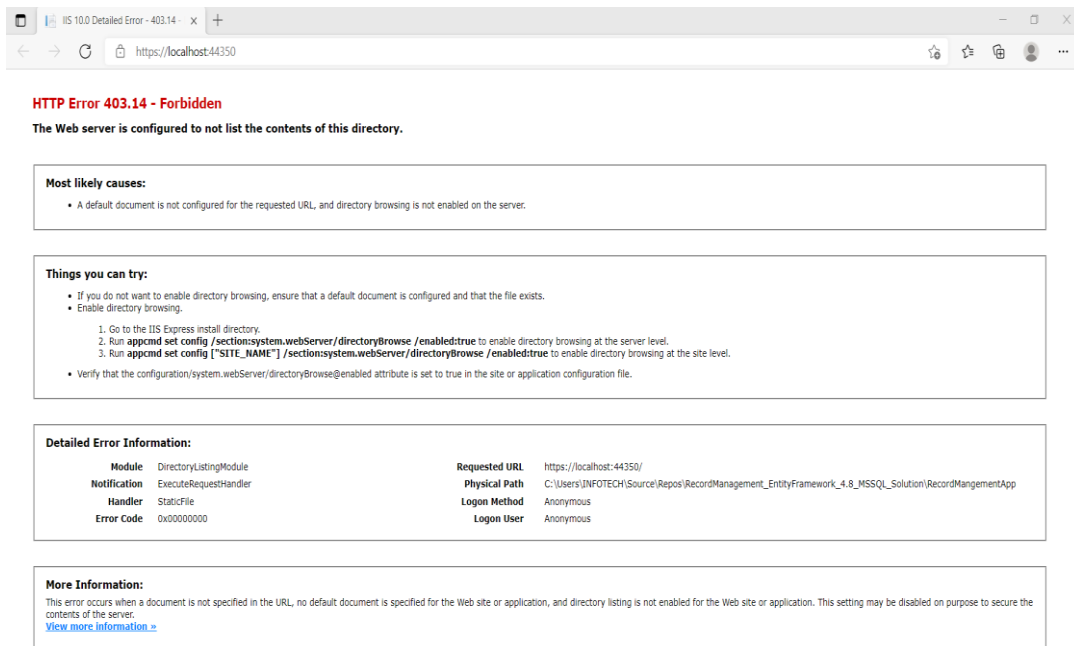 IIS 10.0 Detailed Error - 403.14 -
https://localhost:44350
HTTP Error 403.14 - Forbidden
The Web server is configured to not list the contents of this directory.
Most likely causes:
• A default document is not configured for the requested URL, and directory browsing is not enabled on the server.
Things you can try:
• If you do not want to enable directory browsing, ensure that a default document is configured and that the file exists.
• Enable directory browsing.
1. Go to the IIS Express install directory.
2. Run appcmd set config /section:system.webServer/directoryBrowse /enabled:true to enable directory browsing at the server level.
3. Run appcmd set config ["SITE_NAME"] /section:system.webServer/directoryBrowse /enabled:true to enable directory browsing at the site level.
• Verify that the configuration/system.webServer/directoryBrowse@enabled attribute is set to true in the site or application configuration file.
Detailed Error Information:
Module DirectoryListingModule
Notification ExecuteRequestHandler
Handler StaticFile
Error Code 0x00000000
Requested URL https://localhost:44350/
Physical Path C:\Users\INFOTECH\Source\Repos\RecordManagement_EntityFramework_4.8_MSSQL_Solution\RecordMangementApp
Logon Method Anonymous
Logon User Anonymous
More Information:
This error occurs when a document is not specified in the URL, no default document is specified for the Web site or application, and directory listing is not enabled for the Web site or application. This setting may be disabled on purpose to secure the
contents of the server.
View more information »